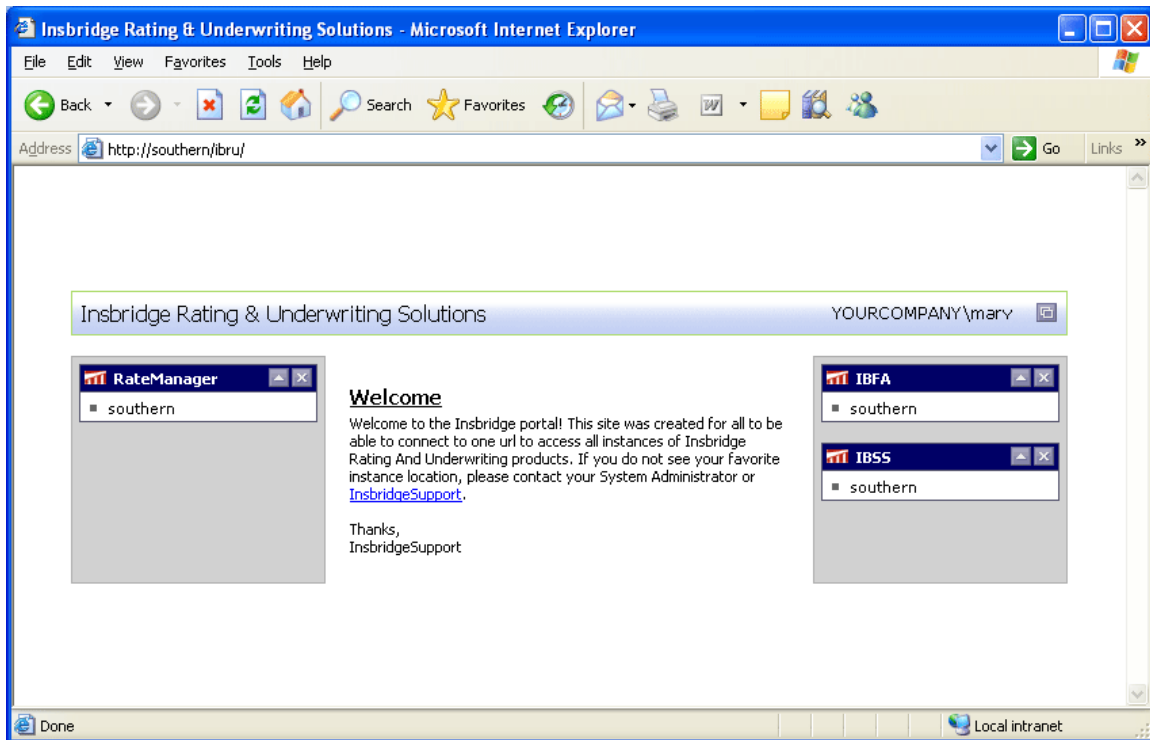 Insbridge Rating & Underwriting Solutions - Microsoft Internet Explorer
File Edit View Favorites Tools Help
Back Search Favorites
Address http://southern/ibru/ Go Links »
Insbridge Rating & Underwriting Solutions YOURCOMPANY\mary
RateManager
southern
Welcome
Welcome to the Insbridge portal! This site was created for all to be
able to connect to one url to access all instances of Insbridge
Rating And Underwriting products. If you do not see your favorite
instance location, please contact your System Administrator or
InsbridgeSupport.
Thanks,
InsbridgeSupport
IBFA
southern
IBSS
southern
Done Local intranet